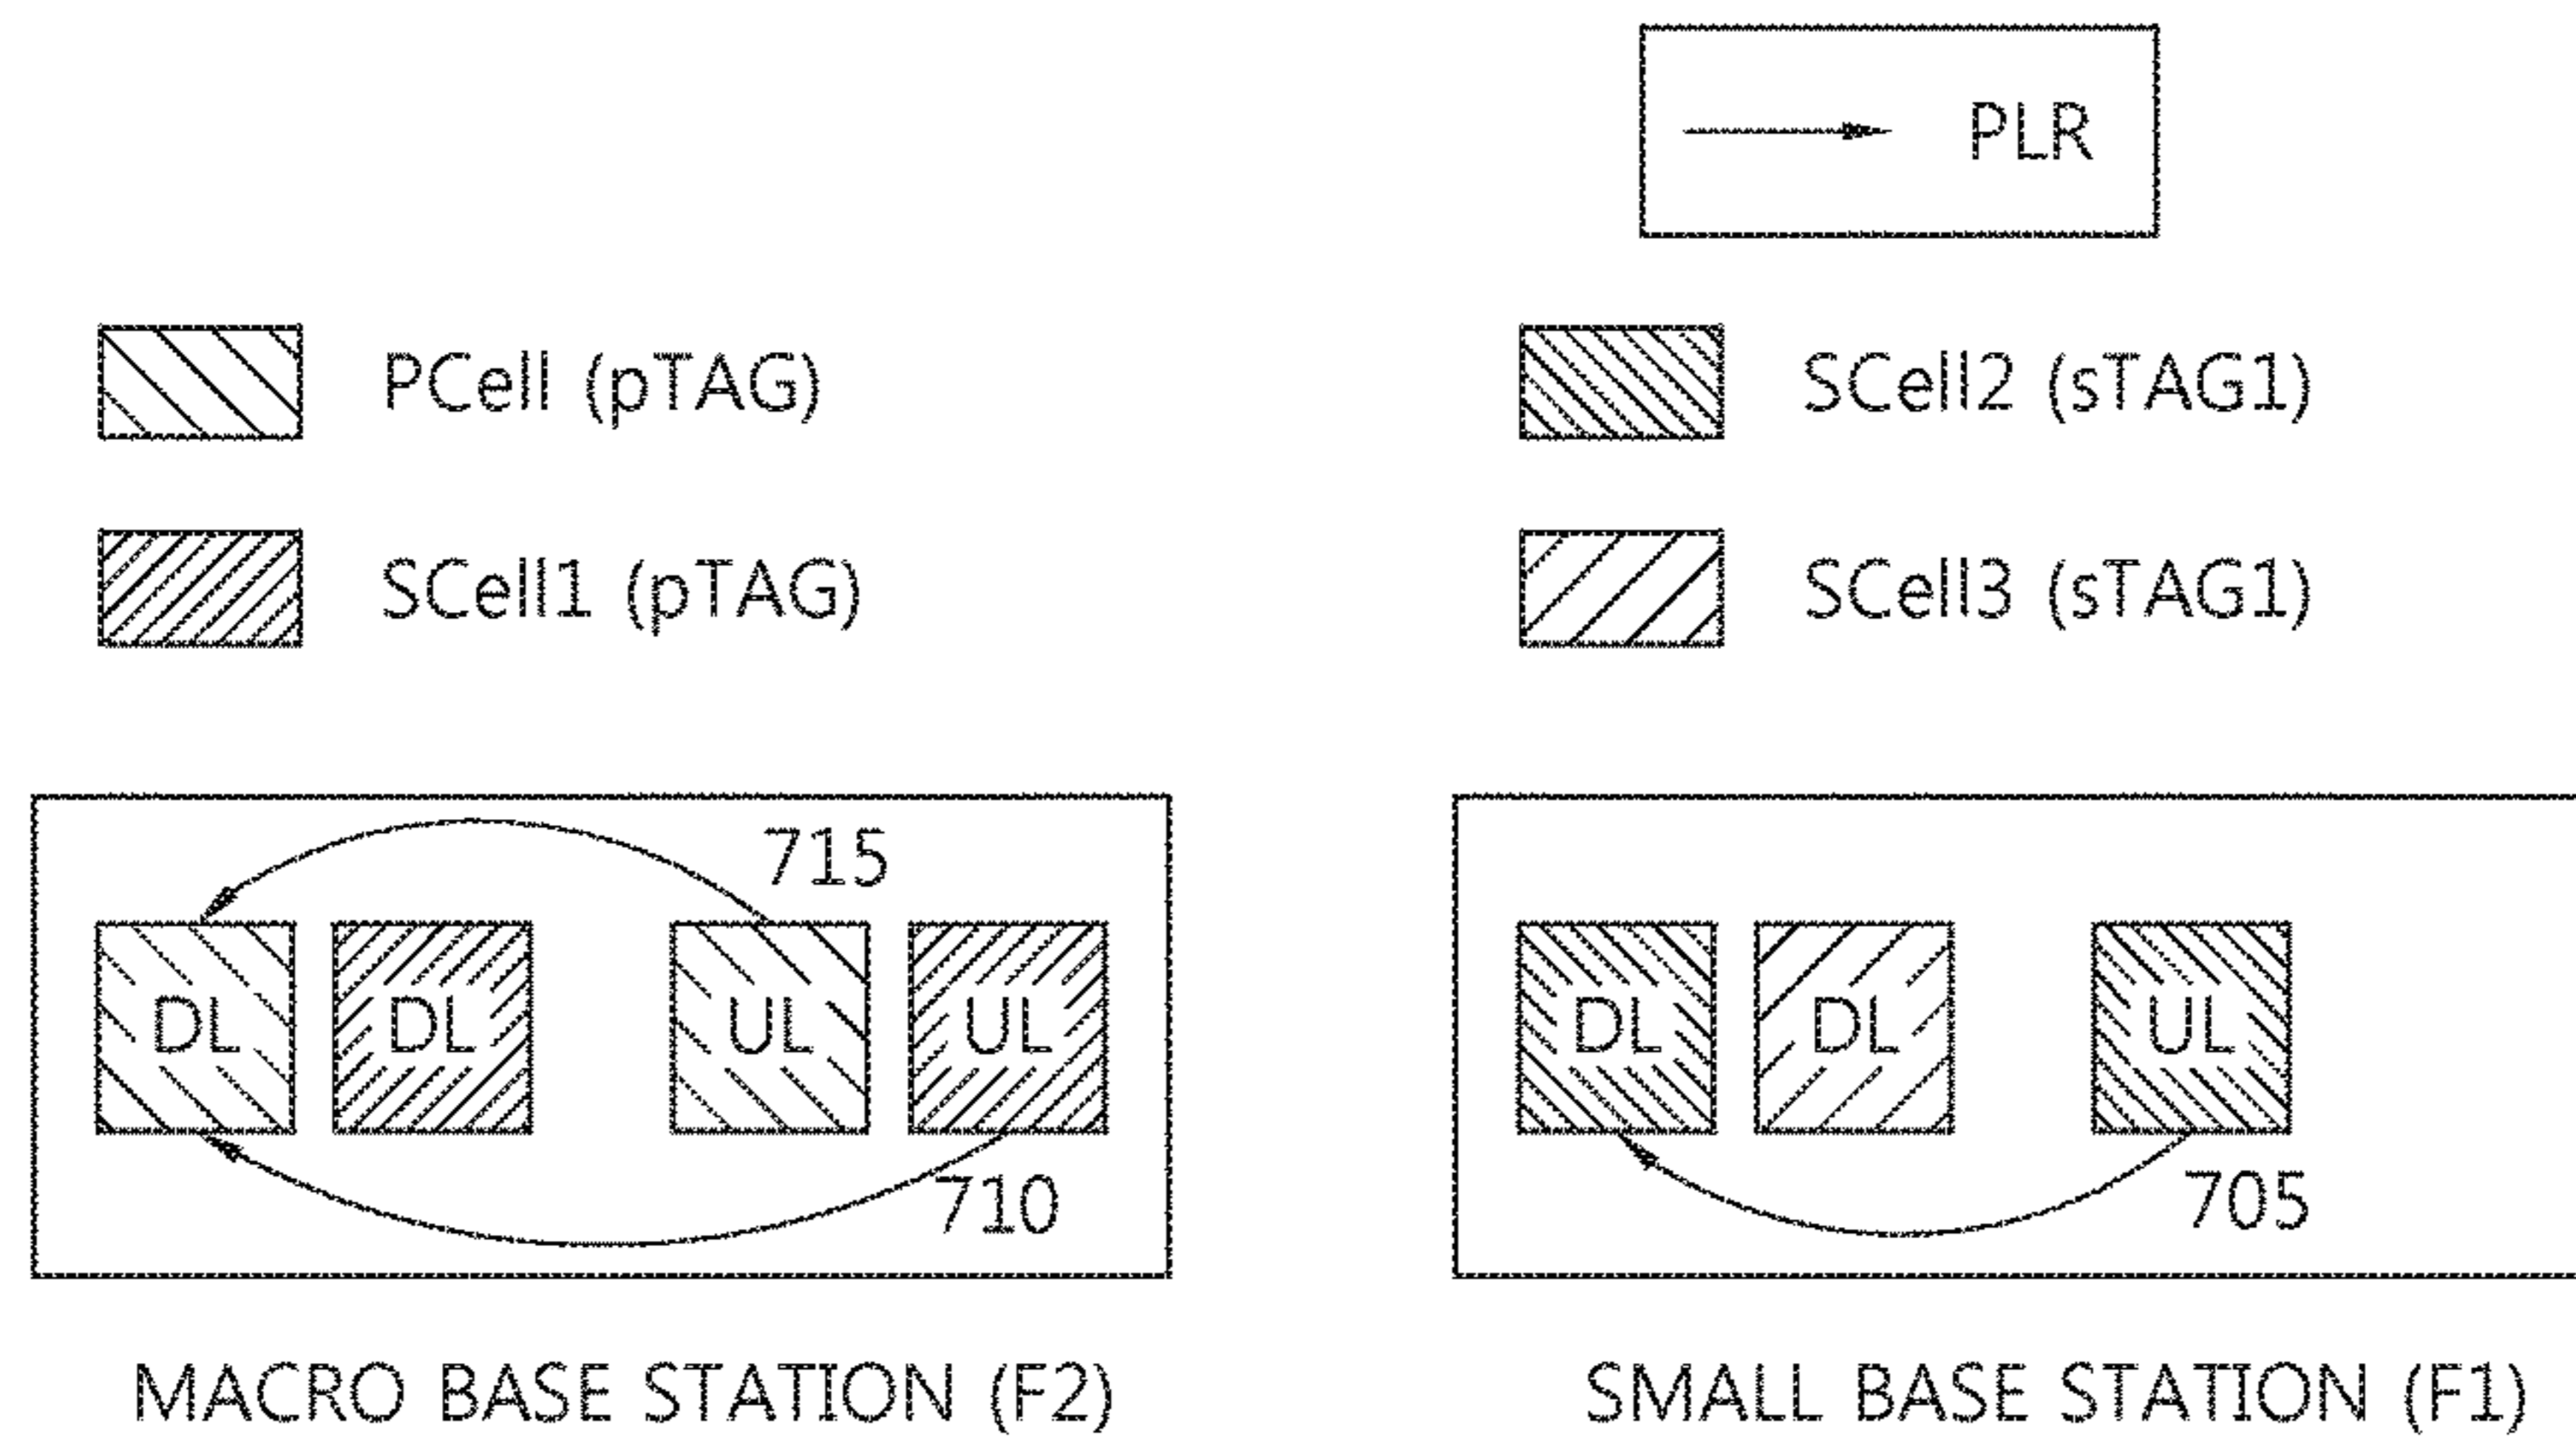 PLR
PCell (pTAG)
SCell2 (sTAG1)
SCell1 (pTAG)
SCell3 (sTAG1)
715
DL DL UL UL
DL DL UL
710
705
MACRO BASE STATION (F2)
SMALL BASE STATION (F1)